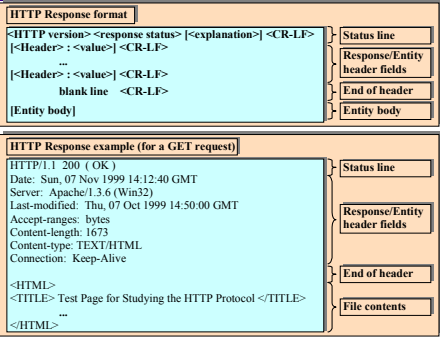 HTTP Response format
<HTTP version> <response status> [<explanation>] <CR-LF>
[<Header> : <value>] <CR-LF>
...
[<Header> : <value>] <CR-LF>
blank line <CR-LF>
[Entity body]
Status line
Response/Entity
header fields
End of header
Entity body
HTTP Response example (for a GET request)
HTTP/1.1 200 ( OK )
Date: Sun, 07 Nov 1999 14:12:40 GMT
Server: Apache/1.3.6 (Win32)
Last-modified: Thu, 07 Oct 1999 14:50:00 GMT
Accept-ranges: bytes
Content-length: 1673
Content-type: TEXT/HTML
Connection: Keep-Alive
<HTML>
<TITLE> Test Page for Studying the HTTP Protocol </TITLE>
...
</HTML>
Status line
Response/Entity
header fields
End of header
File contents